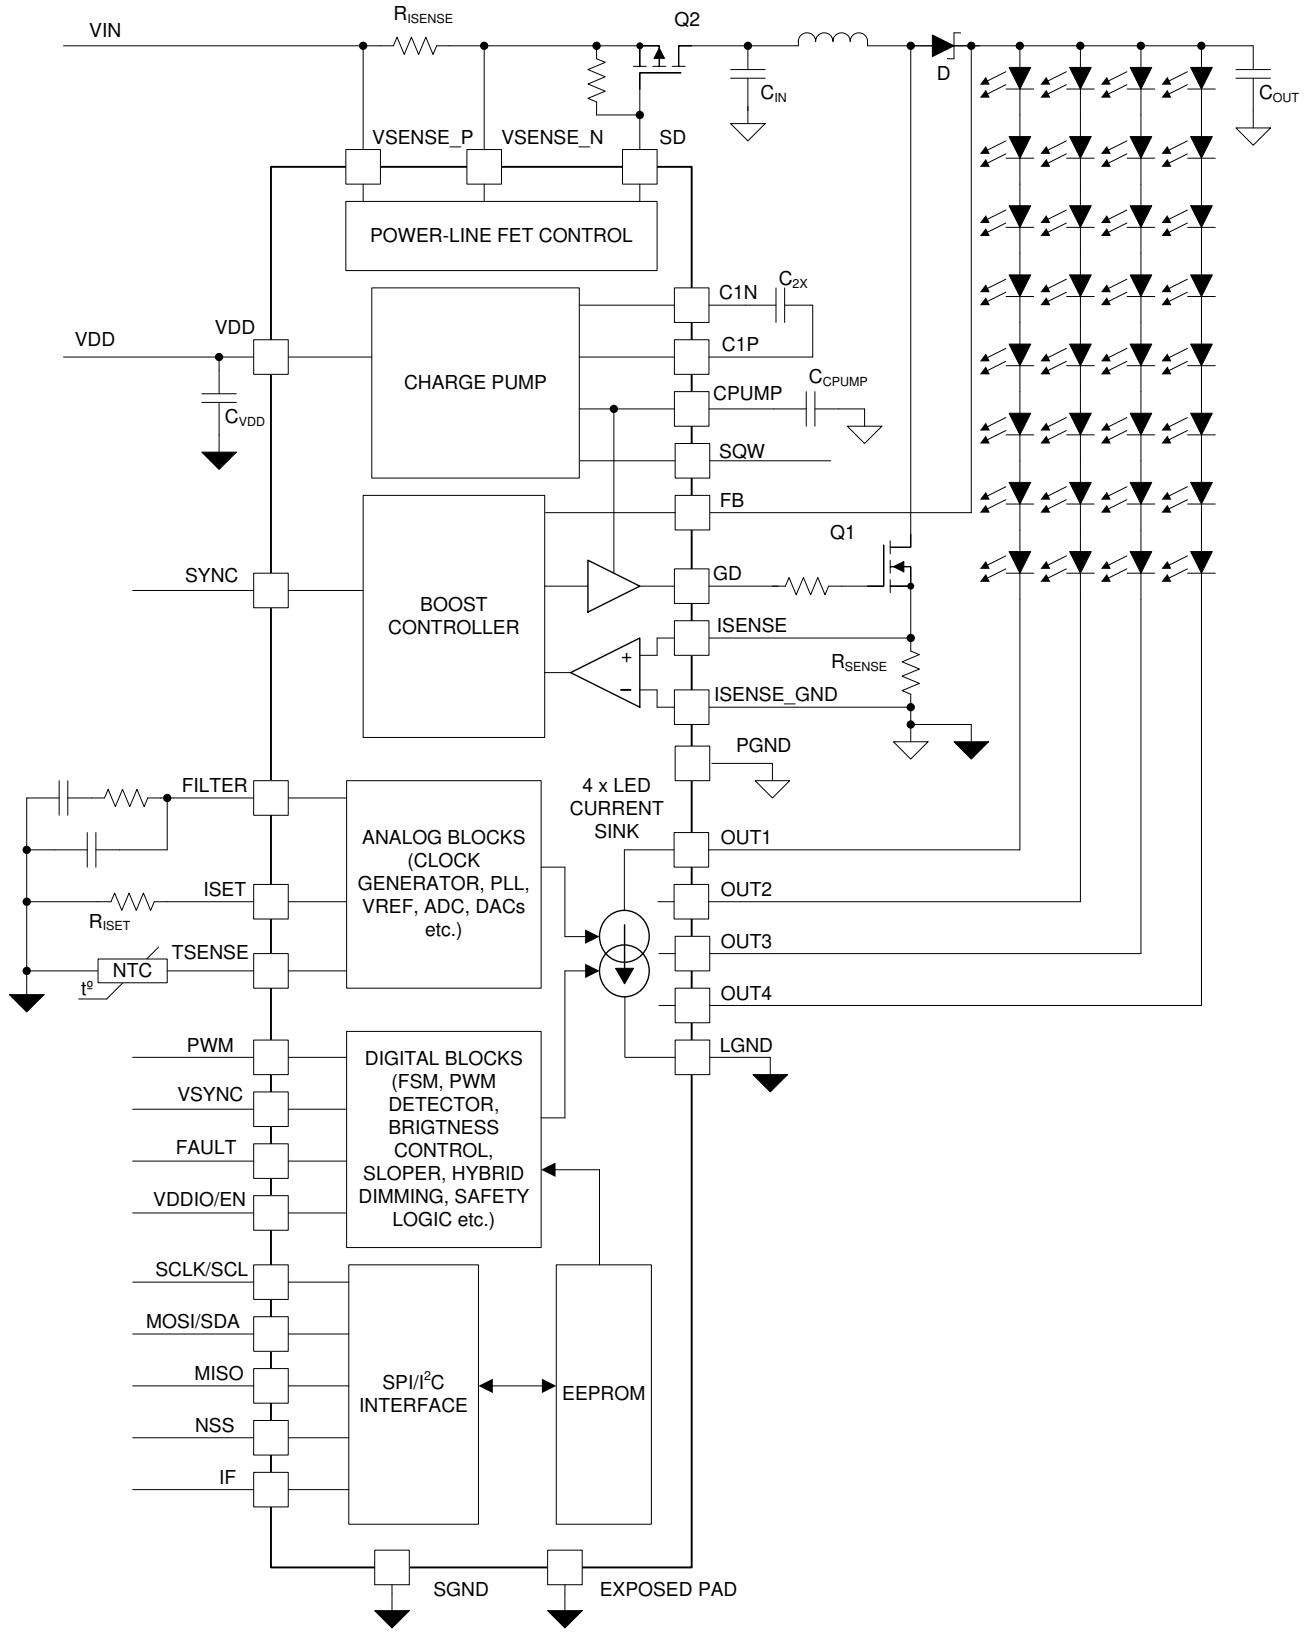 VIN
RISENSE
Q2
CIN
D
COUT
VSENSE_P
VSENSE_N
SD
POWER-LINE FET CONTROL
VDD
VDD
CVDD
CHARGE PUMP
C1N
C2X
C1P
CPUMP
CCPUMP
SQW
FB
Q1
SYNC
BOOST
CONTROLLER
GD
ISENSE
+
−
RSENSE
ISENSE_GND
PGND
FILTER
ISET
RISET
TSENSE
NTC
tº
ANALOG BLOCKS
(CLOCK
GENERATOR, PLL,
VREF, ADC, DACs
etc.)
4 x LED
CURRENT
SINK
OUT1
OUT2
OUT3
OUT4
LGND
PWM
VSYNC
FAULT
VDDIO/EN
DIGITAL BLOCKS
(FSM, PWM
DETECTOR,
BRIGTNESS
CONTROL,
SLOPER, HYBRID
DIMMING, SAFETY
LOGIC etc.)
SCLK/SCL
MOSI/SDA
MISO
NSS
IF
SPI/I²C
INTERFACE
EEPROM
SGND
EXPOSED PAD